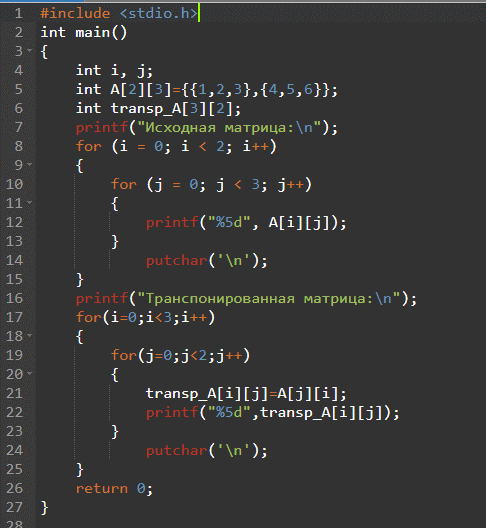 1 #include <stdio.h>
2 int main()
3 {
4     int i, j;
5     int A[2][3]={{1,2,3},{4,5,6}};
6     int transp_A[3][2];
7     printf("Исходная матрица:\n");
8     for (i = 0; i < 2; i++)
9     {
10         for (j = 0; j < 3; j++)
11         {
12             printf("%5d", A[i][j]);
13         }
14             putchar('\n');
15     }
16     printf("Транспонированная матрица:\n");
17     for(i=0;i<3;i++)
18     {
19         for(j=0;j<2;j++)
20         {
21             transp_A[i][j]=A[j][i];
22             printf("%5d",transp_A[i][j]);
23         }
24             putchar('\n');
25     }
26     return 0;
27 }
28